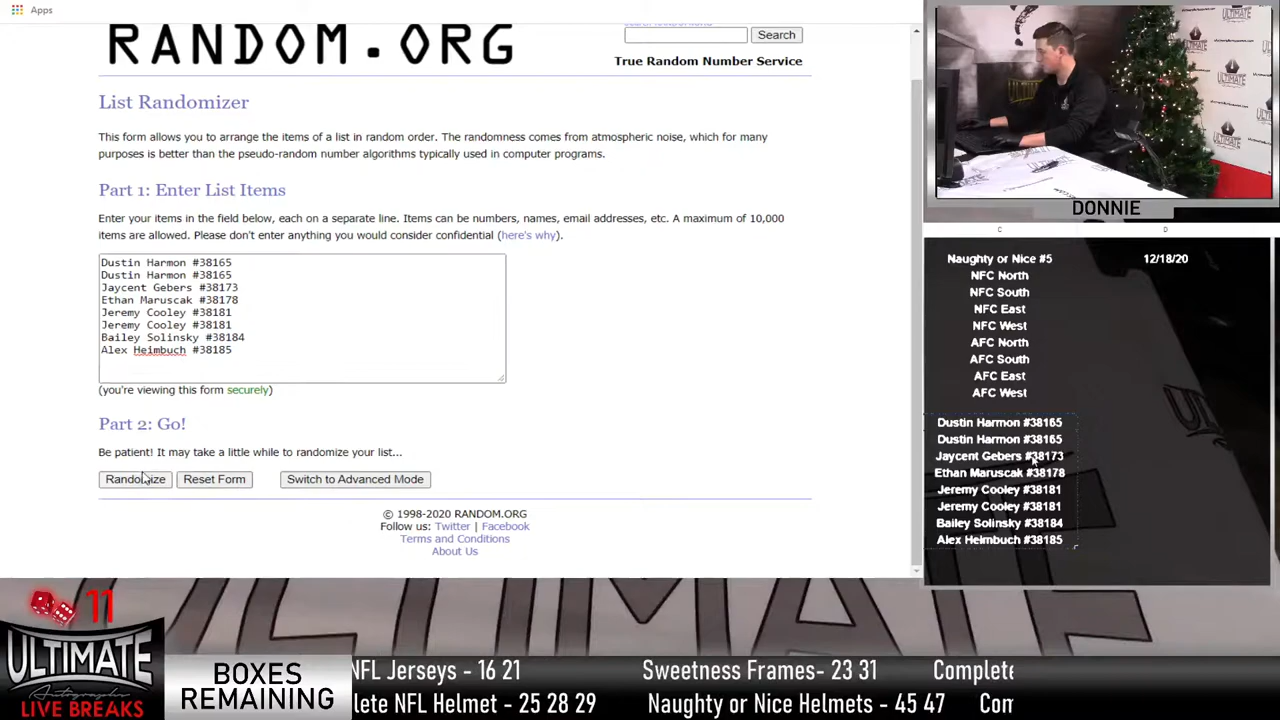 Apps
RANDOM.ORG
Search
True Random Number Service
List Randomizer
This form allows you to arrange the items of a list in random order. The randomness comes from atmospheric noise, which for many
purposes is better than the pseudo-random number algorithms typically used in computer programs.
Part 1: Enter List Items
Enter your items in the field below, each on a separate line. Items can be numbers, names, email addresses, etc. A maximum of 10,000
items are allowed. Please don't enter anything you would consider confidential (here's why).
Dustin Harmon #38165
Dustin Harmon #38165
Jaycent Gebers #38173
Ethan Maruscak #38178
Jeremy Cooley #38181
Jeremy Cooley #38181
Bailey Solinsky #38184
Alex Heimbuch #38185
(you're viewing this form securely)
Part 2: Go!
Be patient! It may take a little while to randomize your list...
Randomize Reset Form Switch to Advanced Mode
© 1998-2020 RANDOM.ORG
Follow us: Twitter | Facebook
Terms and Conditions
About Us
ULTIMATE
DONNIE
C D
Naughty or Nice #5 12/18/20
NFC North
NFC South
NFC East
NFC West
AFC North
AFC South
AFC East
AFC West
Dustin Harmon #38165
Dustin Harmon #38165
Jaycent Gebers #38173
Ethan Maruscak #38178
Jeremy Cooley #38181
Jeremy Cooley #38181
Bailey Solinsky #38184
Alex Heimbuch #38185
11
ULTIMATE
Autographs
LIVE BREAKS
BOXES
REMAINING
NFL Jerseys - 16 21 Sweetness Frames- 23 31 Complete
lete NFL Helmet - 25 28 29 Naughty or Nice Helmets - 45 47 Con